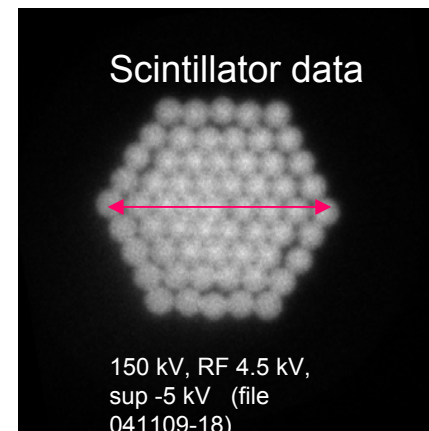 Scintillator data
150 kV, RF 4.5 kV,
sup -5 kV (file
041109-18)